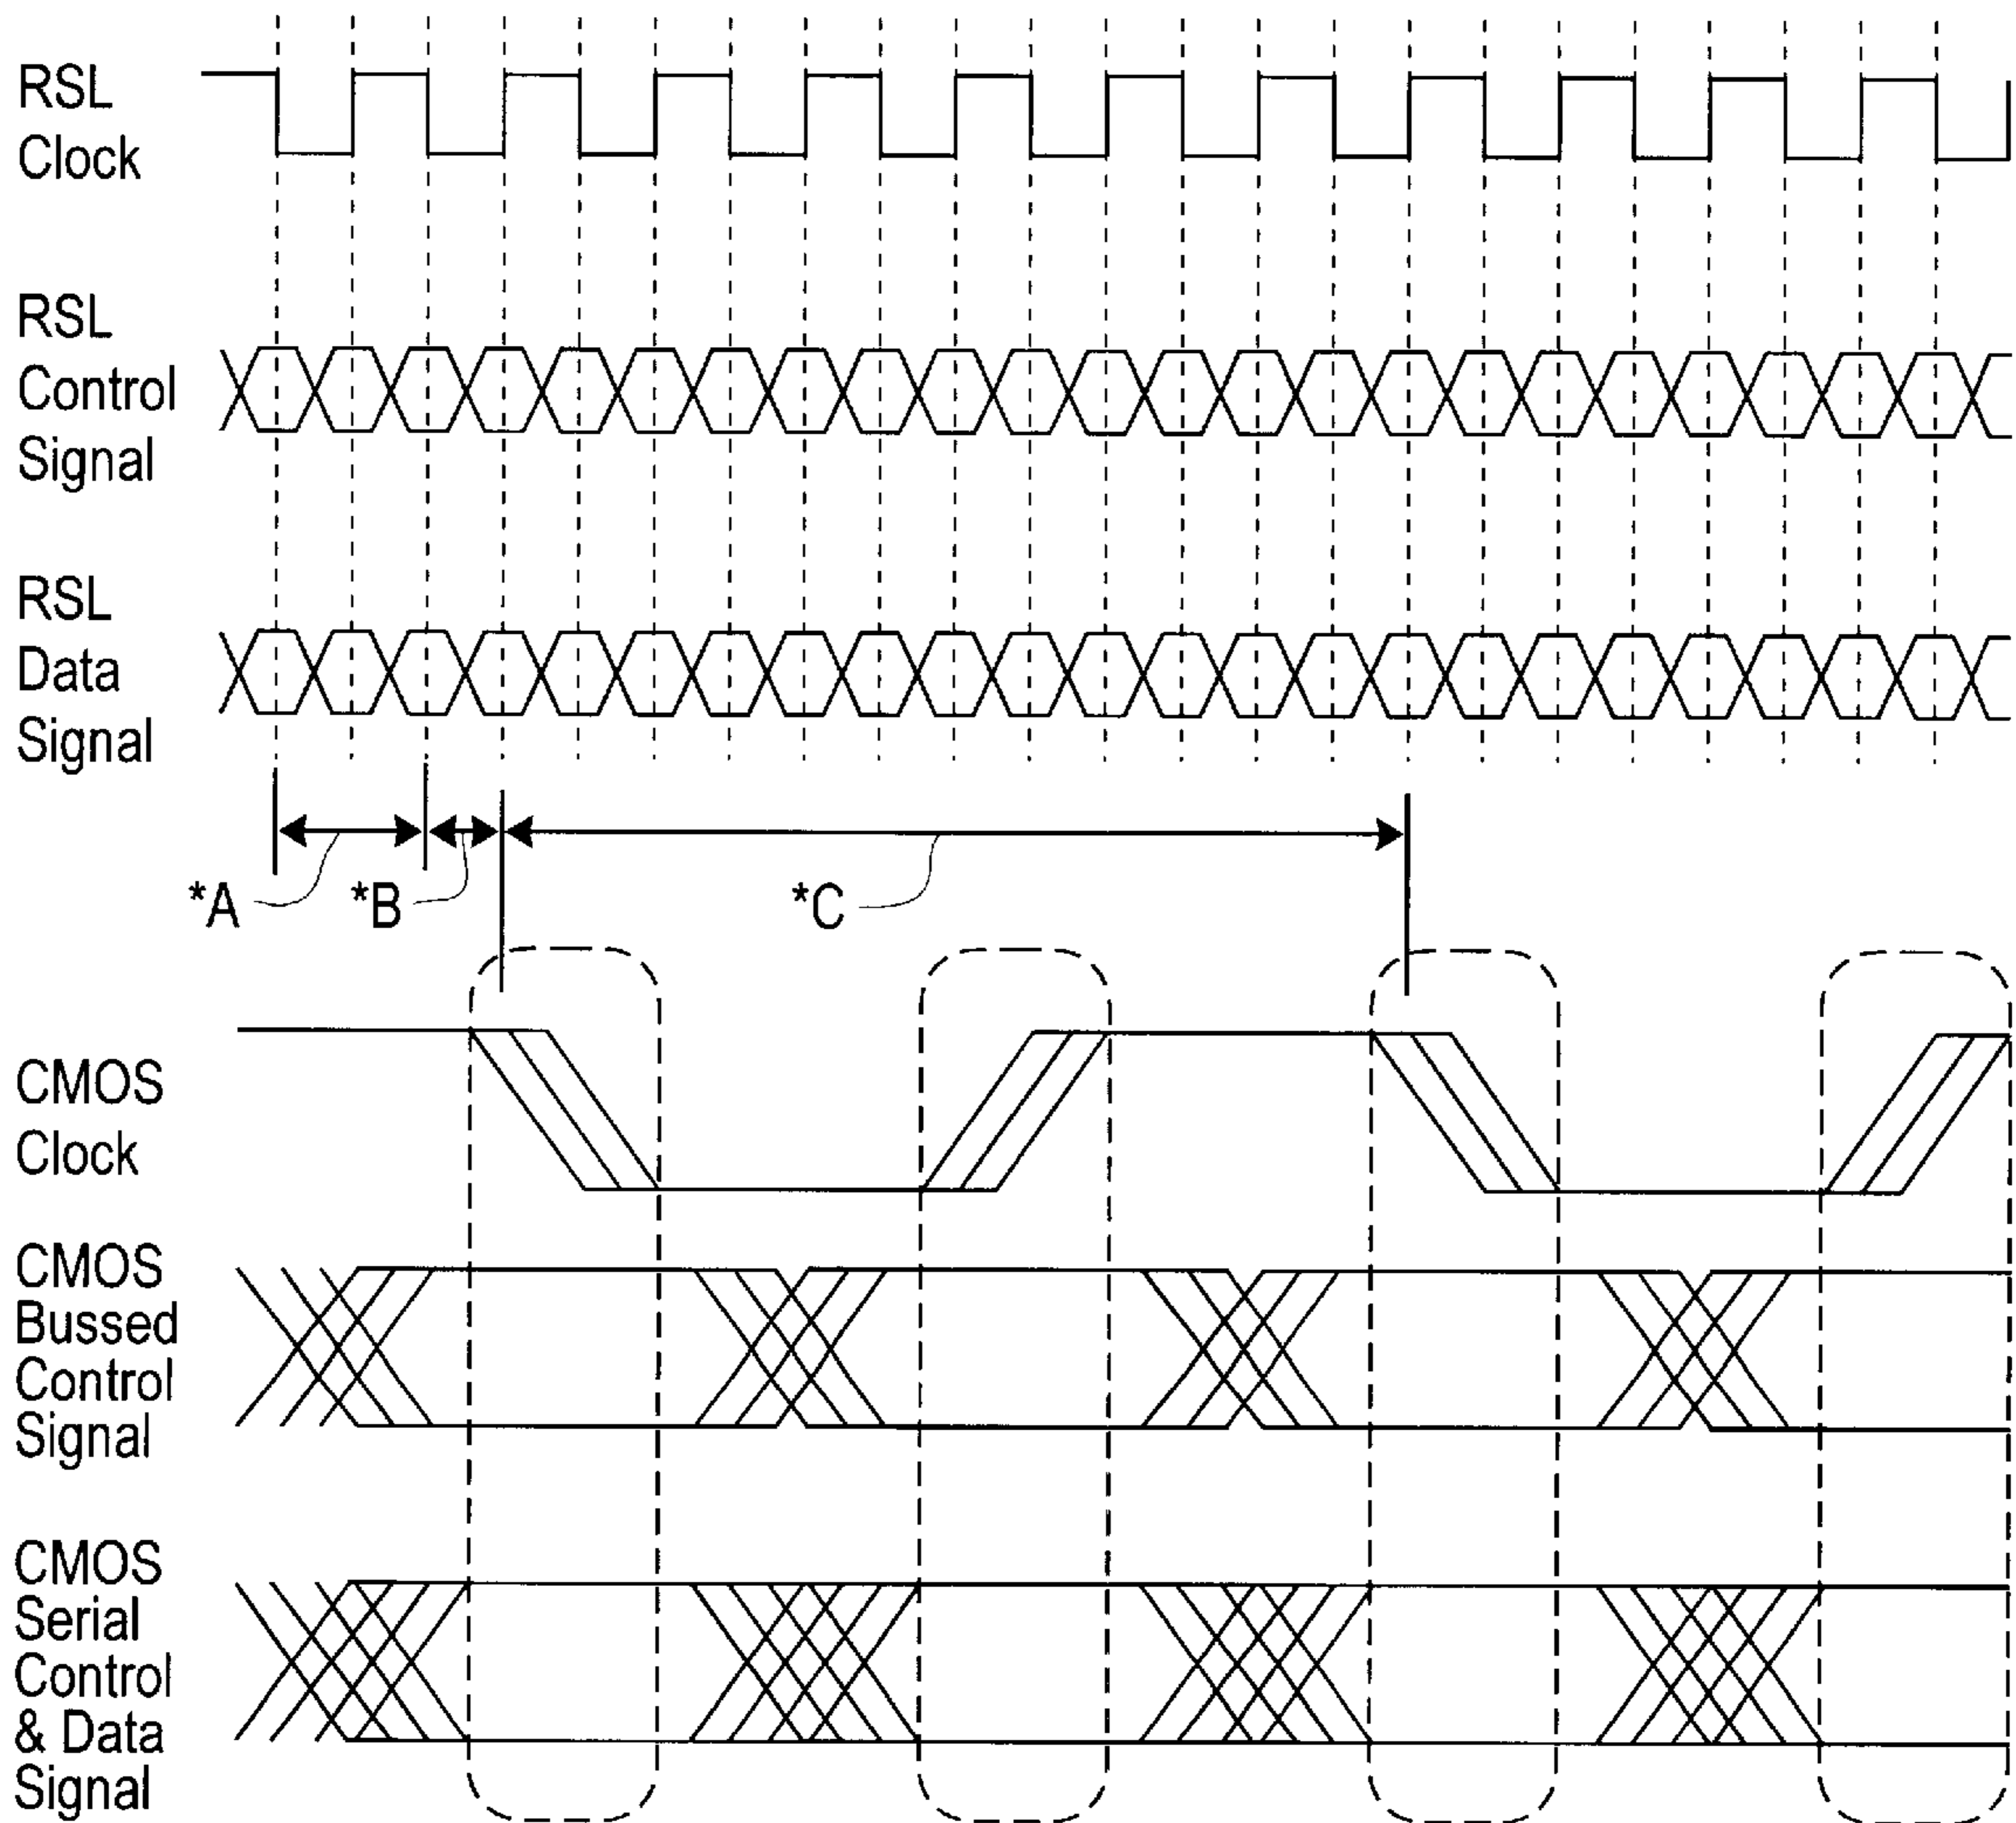 RSL
Clock
RSL
Control
Signal
RSL
Data
Signal
*A
*B
*C
CMOS
Clock
CMOS
Bussed
Control
Signal
CMOS
Serial
Control
& Data
Signal